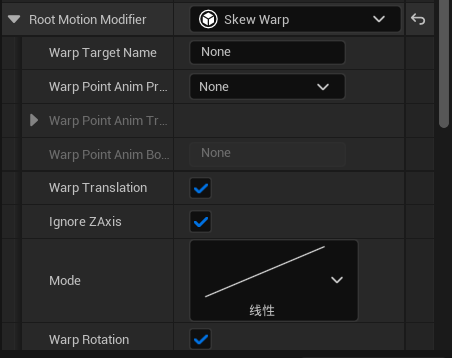 Root Motion Modifier
Skew Warp
Warp Target Name
None
Warp Point Anim Pr...
None
Warp Point Anim Tr...
Warp Point Anim Bo...
None
Warp Translation
Ignore ZAxis
Mode
线性
Warp Rotation